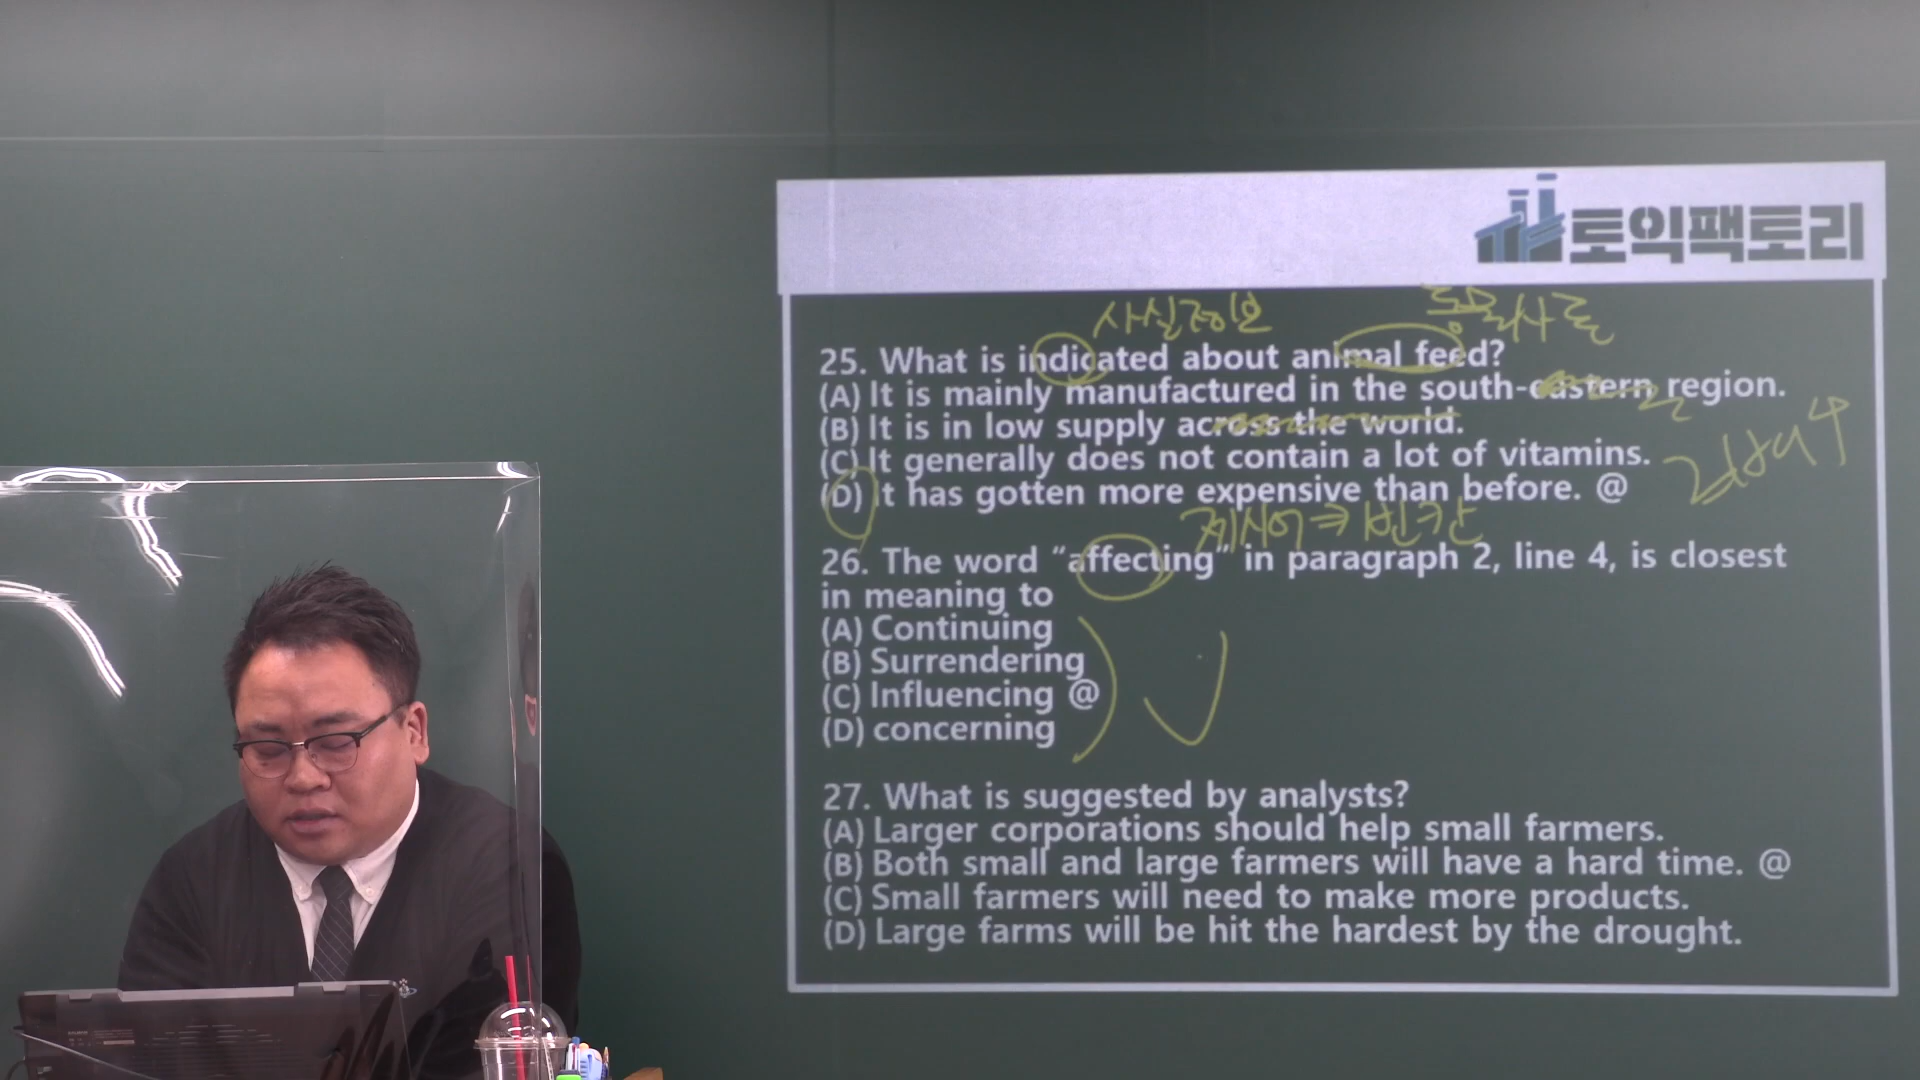 토익팩토리
사실정보 동물사료
25. What is indicated about animal feed?
(A) It is mainly manufactured in the south-eastern region.
(B) It is in low supply across the world.
(C) It generally does not contain a lot of vitamins.
(D) It has gotten more expensive than before. @
26. The word “affecting” in paragraph 2, line 4, is closest
in meaning to
(A) Continuing
(B) Surrendering
(C) Influencing @
(D) concerning
27. What is suggested by analysts?
(A) Larger corporations should help small farmers.
(B) Both small and large farmers will have a hard time. @
(C) Small farmers will need to make more products.
(D) Large farms will be hit the hardest by the drought.